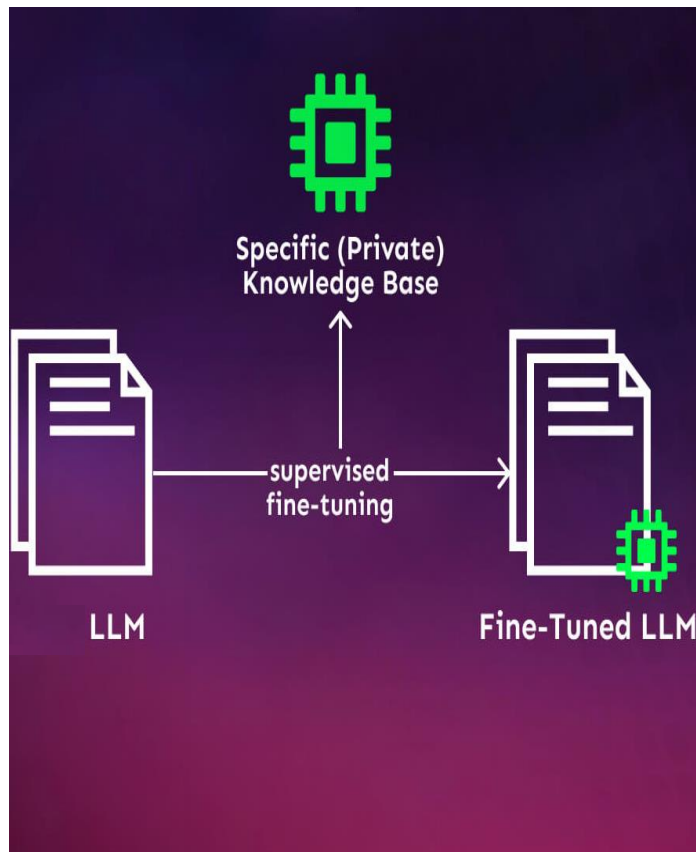 Specific (Private)
Knowledge Base
supervised
fine-tuning
LLM
Fine-Tuned LLM